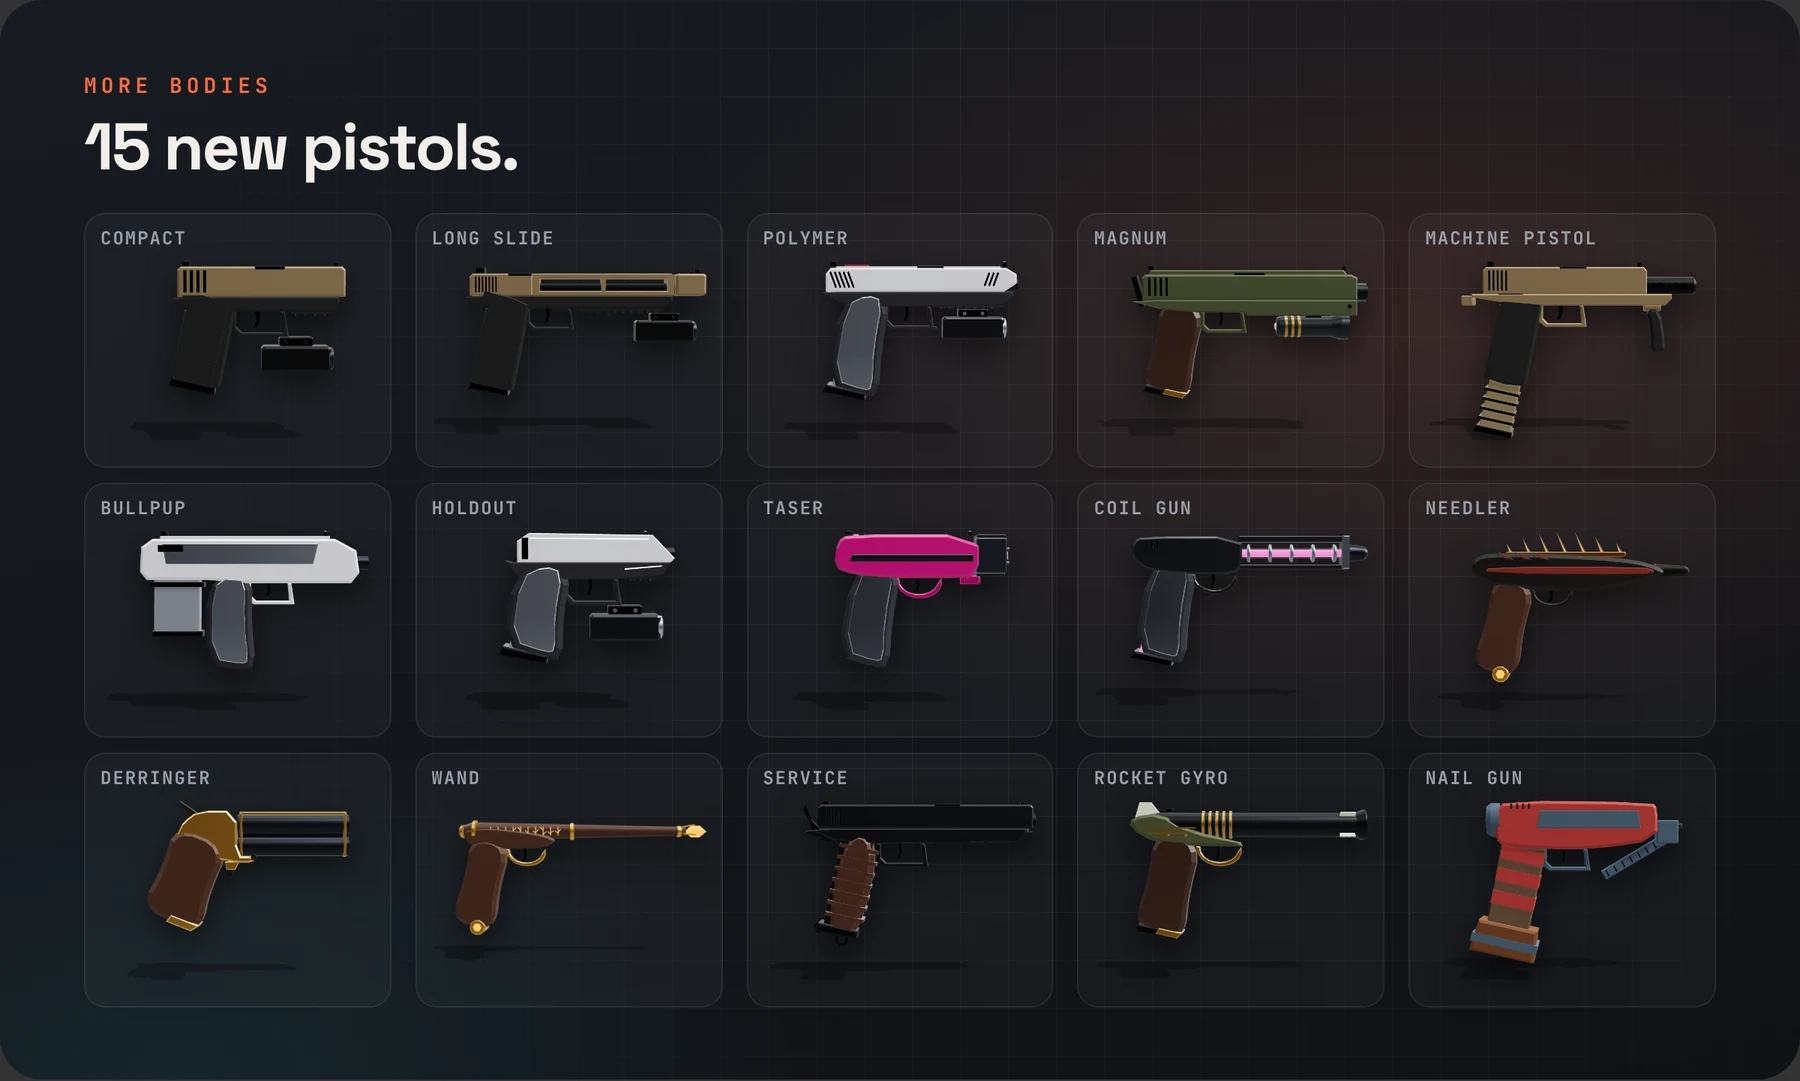 MORE BODIES
15 new pistols.
COMPACT
LONG SLIDE
POLYMER
MAGNUM
MACHINE PISTOL
BULLPUP
HOLDOUT
TASER
COIL GUN
NEEDLER
DERRINGER
WAND
SERVICE
ROCKET GYRO
NAIL GUN